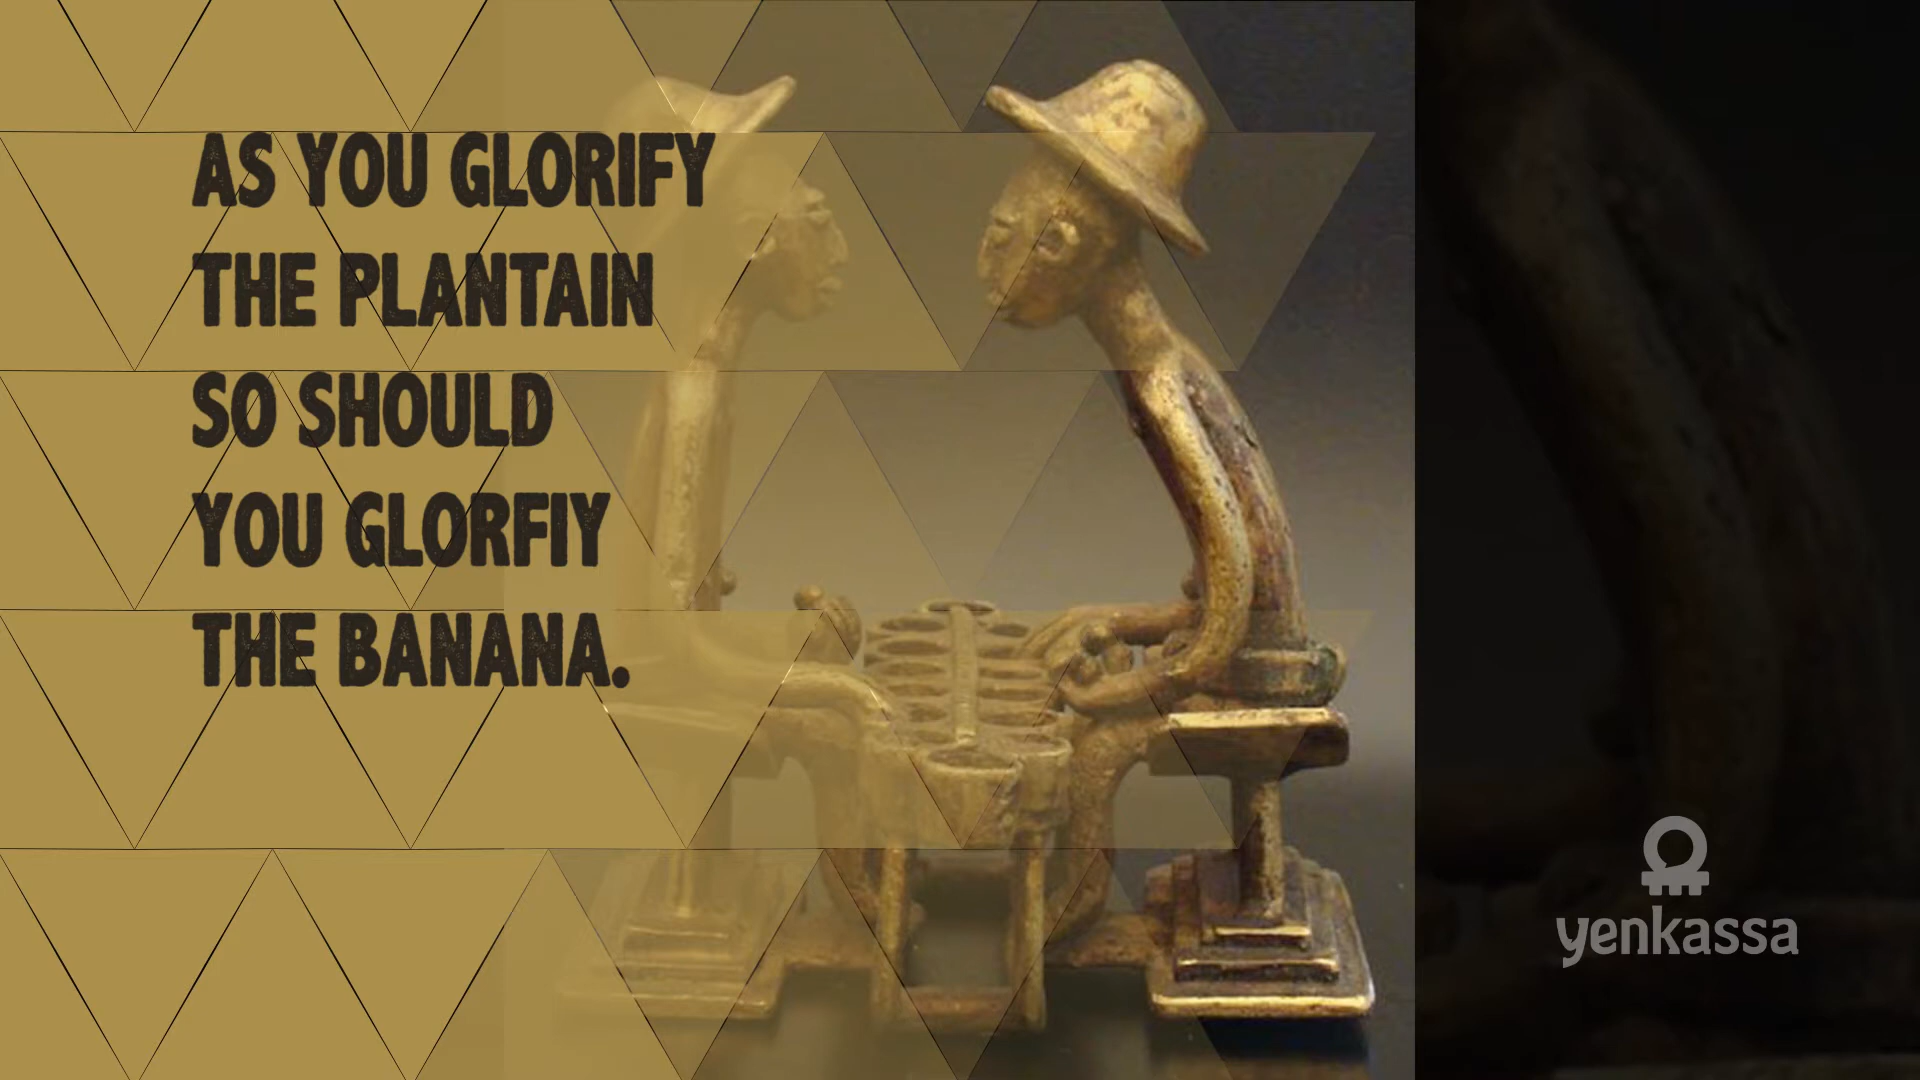 AS YOU GLORIFY
THE PLANTAIN
SO SHOULD
YOU GLORFIY
THE BANANA.
yenkassa